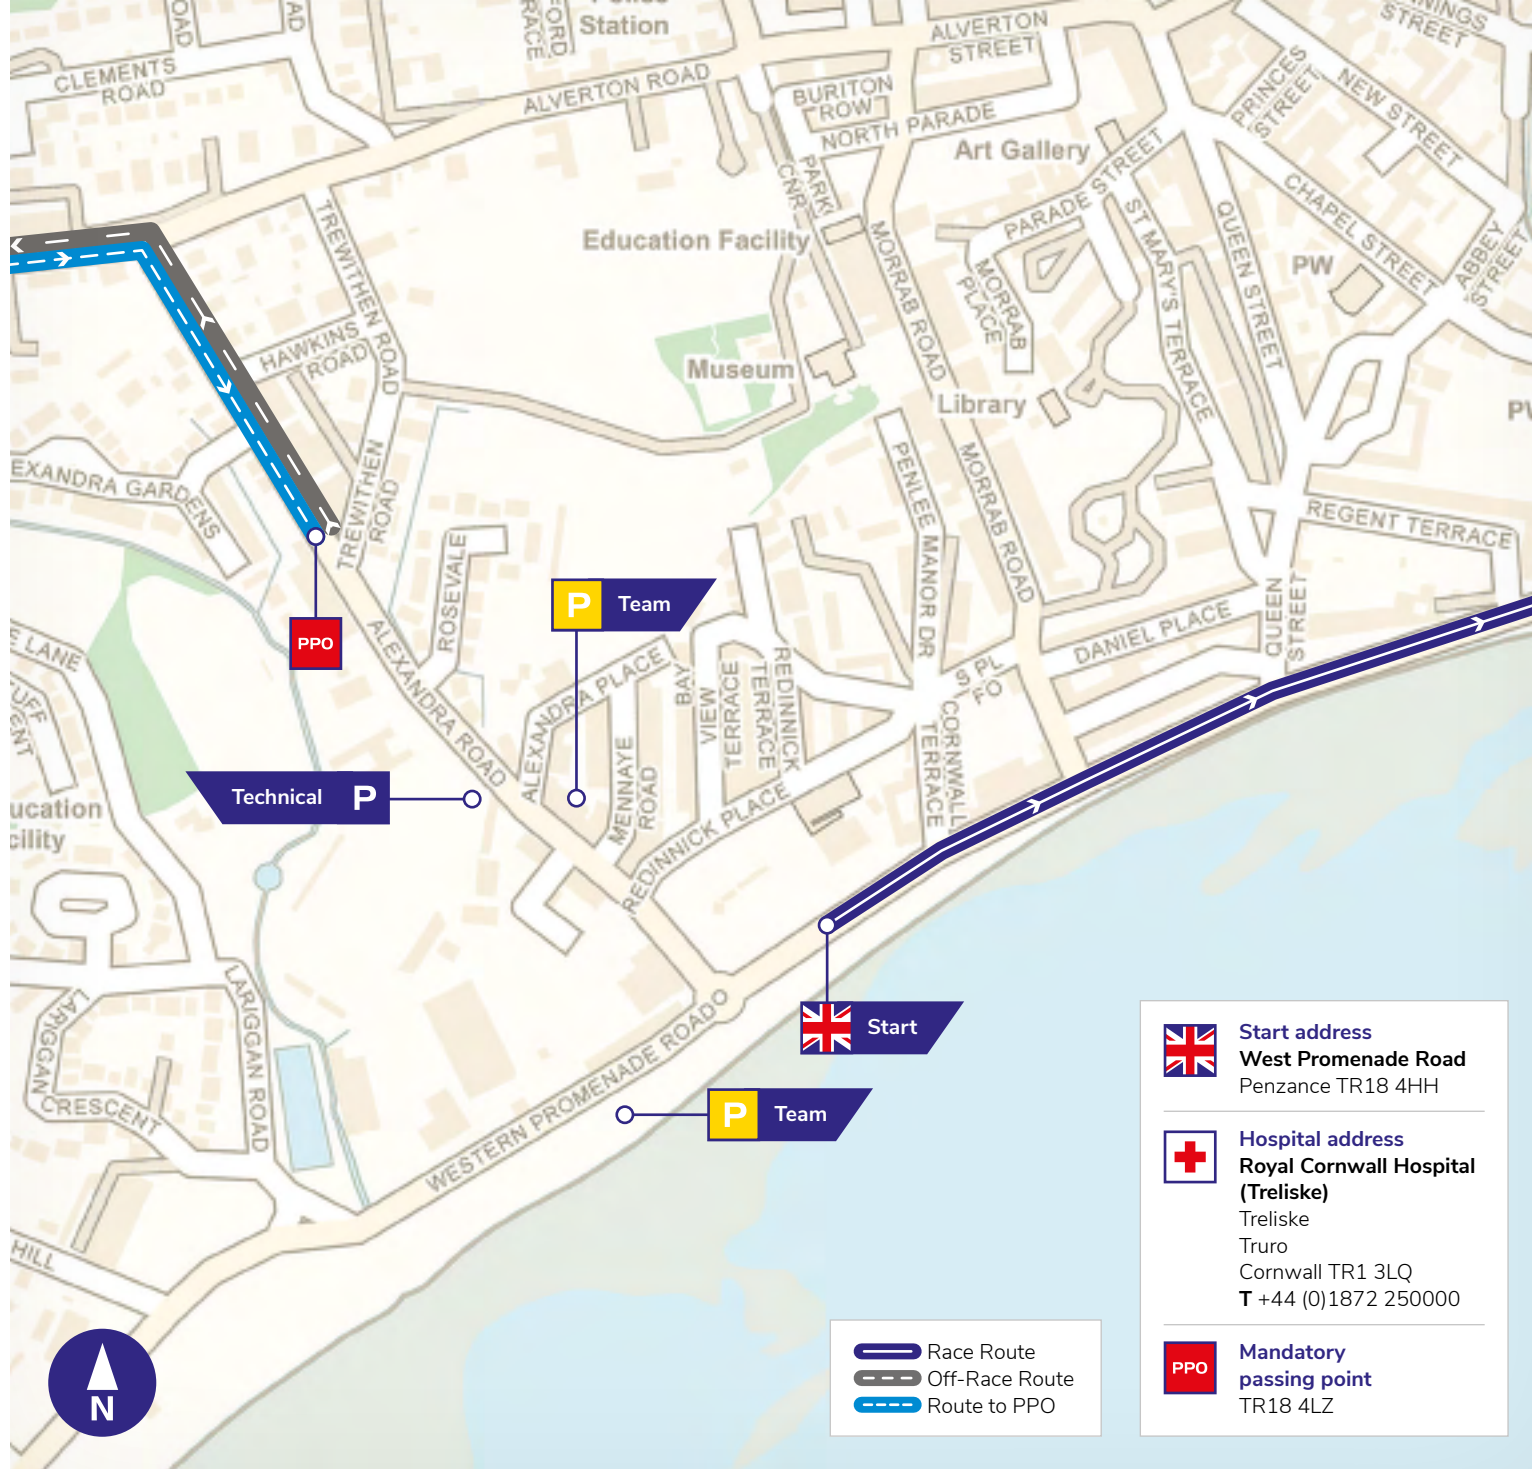 Station
CLEMENTS
ROAD
ALVERTON ROAD
ALVERTON
STREET
BURITON
ROW
NORTH PARADE
PRINCES
STREET
NEW STREET
STREET
Art Gallery
PARADE STREET
CHAPEL STREET
ABBEY
STREET
PARK
CNR
Education Facility
MORRAB ROAD
ST MARY'S TERRACE
QUEEN STREET
PW
MORRAB
PLACE
TREWITHEN ROAD
HAWKINS
ROAD
Museum
Library
EXANDRA GARDENS
TREWITHEN
ROAD
PENLEE MANOR DR
MORRAB ROAD
REGENT TERRACE
ROSEVALE
P Team
PPO
E LANE
ALEXANDRA ROAD
ALEXANDRA PLACE
BAY
VIEW
TERRACE
REDINNICK
TERRACE
S PL
FO
DANIEL PLACE
QUEEN
STREET
CORNWALL
TERRACE
Technical P
MENNAYE
ROAD
REDINNICK PLACE
ucation
cility
LARIGGAN
CRESCENT
LARIGGAN ROAD
WESTERN PROMENADE ROAD
Start
P Team
HILL
N
Race Route
Off-Race Route
Route to PPO
Start address
West Promenade Road
Penzance TR18 4HH
Hospital address
Royal Cornwall Hospital
(Treliske)
Treliske
Truro
Cornwall TR1 3LQ
T +44 (0)1872 250000
PPO
Mandatory
passing point
TR18 4LZ